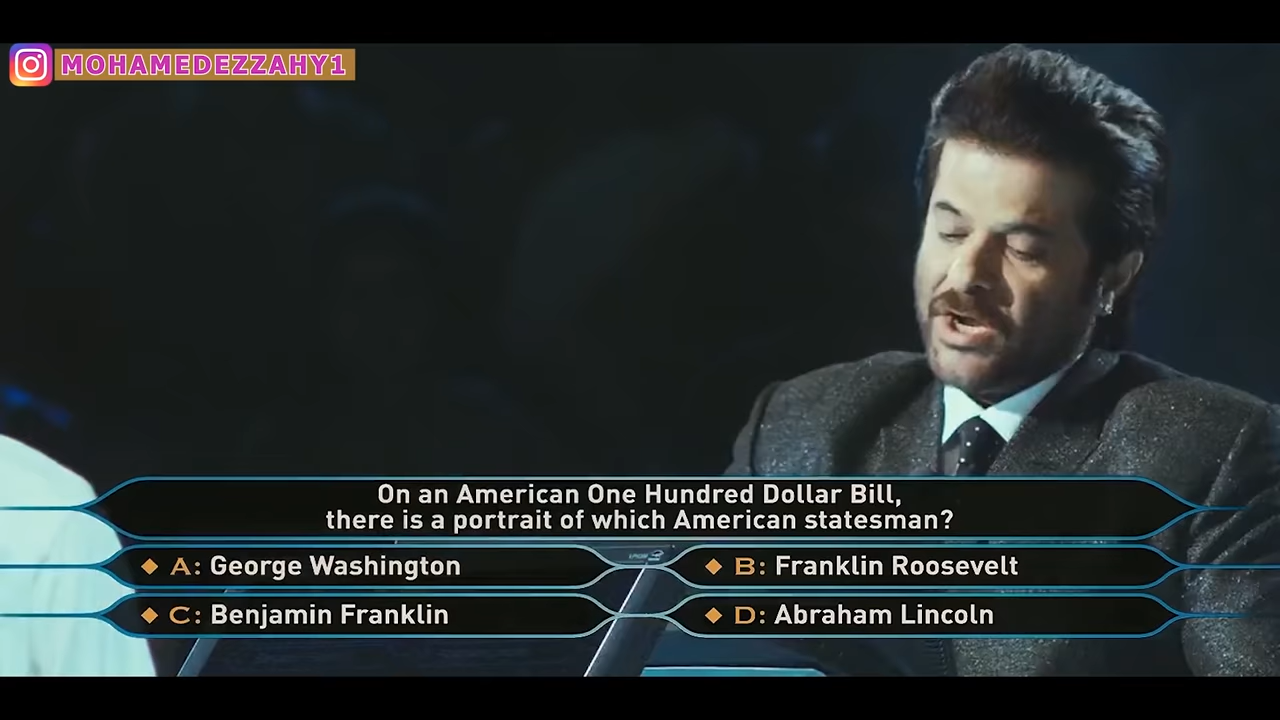 MOHAMEDEZZAHY1
On an American One Hundred Dollar Bill,
there is a portrait of which American statesman?
A: George Washington
B: Franklin Roosevelt
C: Benjamin Franklin
D: Abraham Lincoln